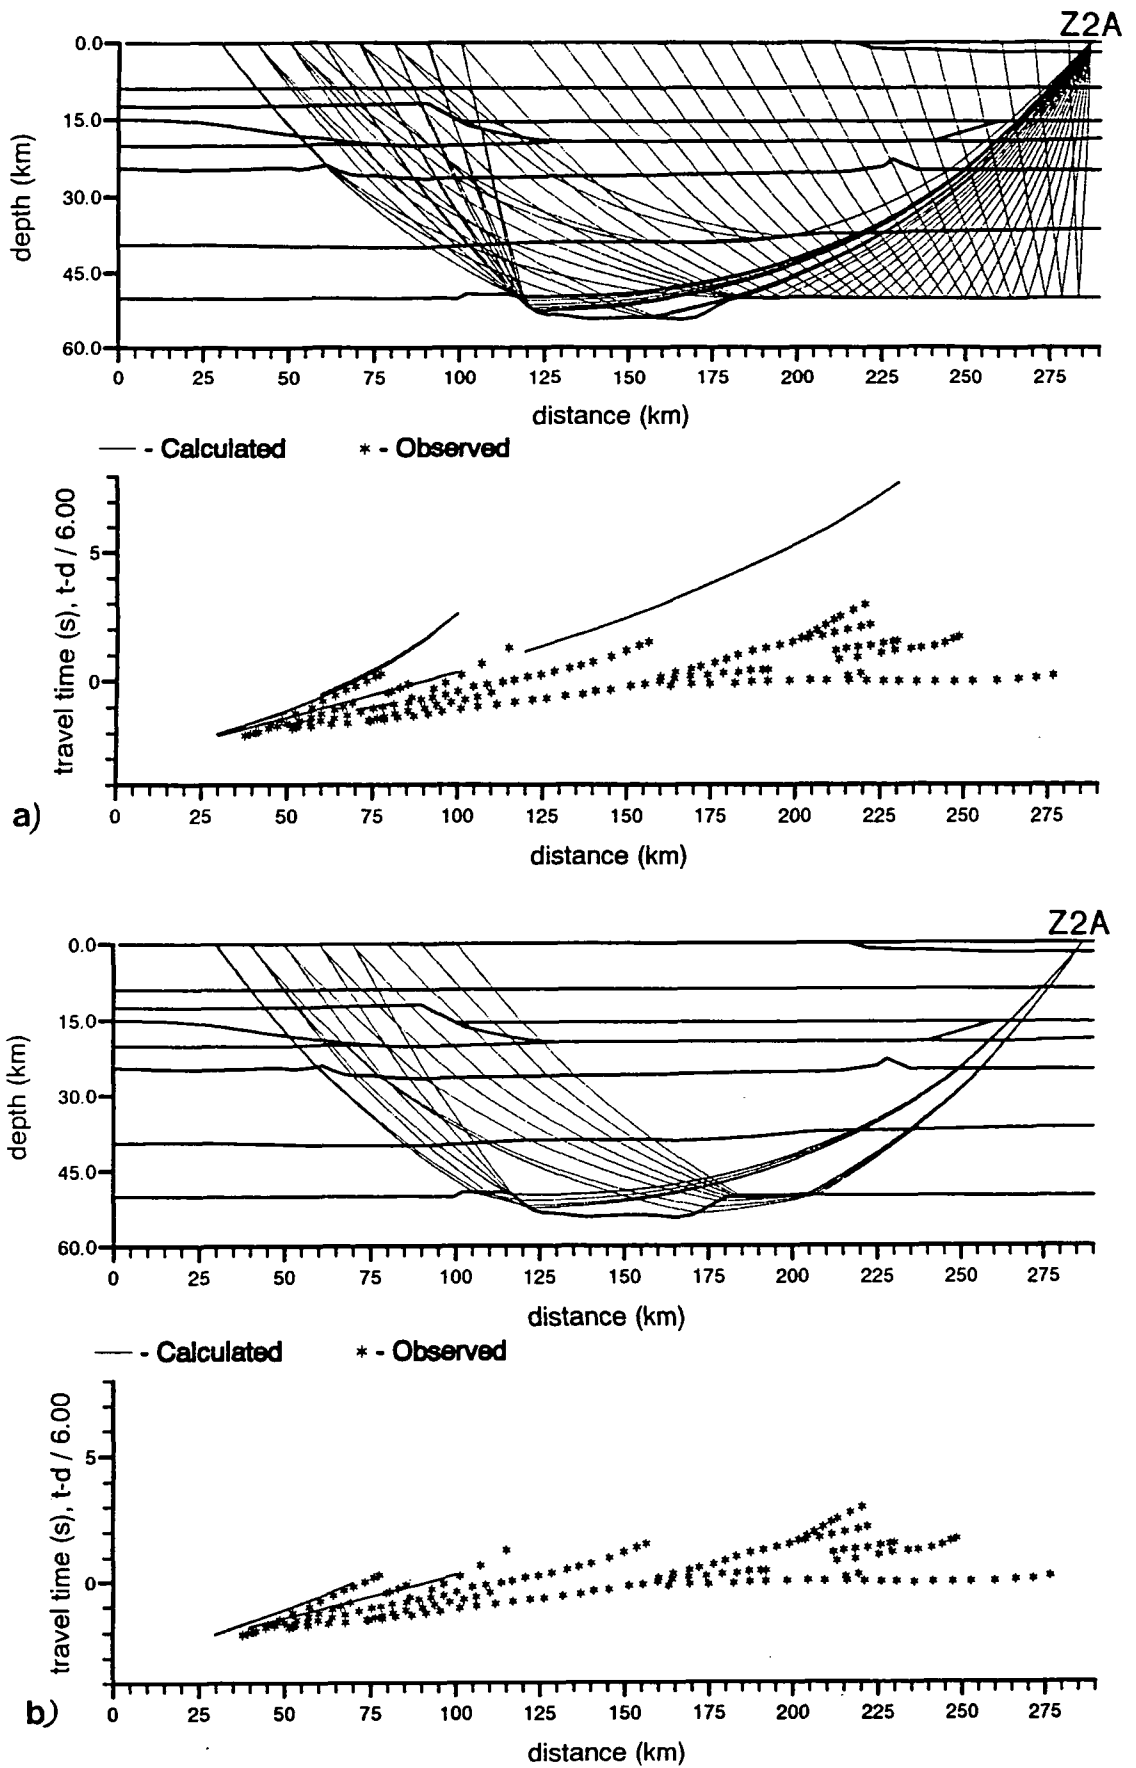 Z2A
0.0
15.0
30.0
45.0
60.0
depth (km)
0 25 50 75 100 125 150 175 200 225 250 275
distance (km)
— - Calculated * - Observed
5
0
travel time (s), t-d / 6.00
0 25 50 75 100 125 150 175 200 225 250 275
a)
distance (km)
Z2A
0.0
15.0
30.0
45.0
60.0
depth (km)
0 25 50 75 100 125 150 175 200 225 250 275
distance (km)
— - Calculated * - Observed
5
0
travel time (s), t-d / 6.00
b)
0 25 50 75 100 125 150 175 200 225 250 275
distance (km)